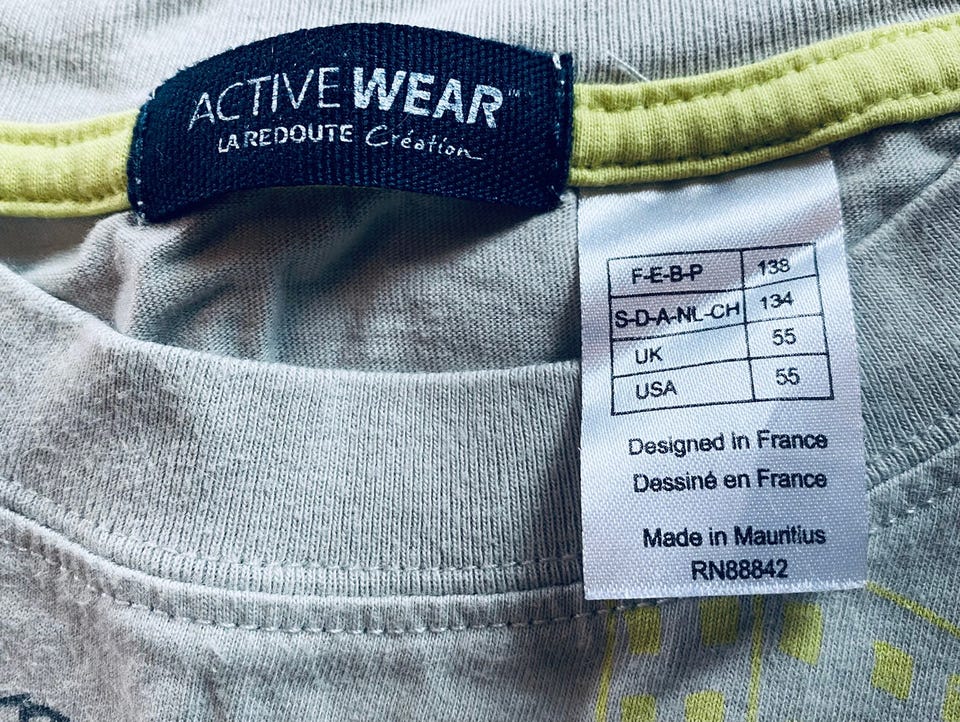 ACTIVE WEAR™
LA REDOUTE Création
F-E-B-P 138
S-D-A-NL-CH 134
UK 55
USA 55
Designed in France
Dessiné en France
Made in Mauritius
RN88842